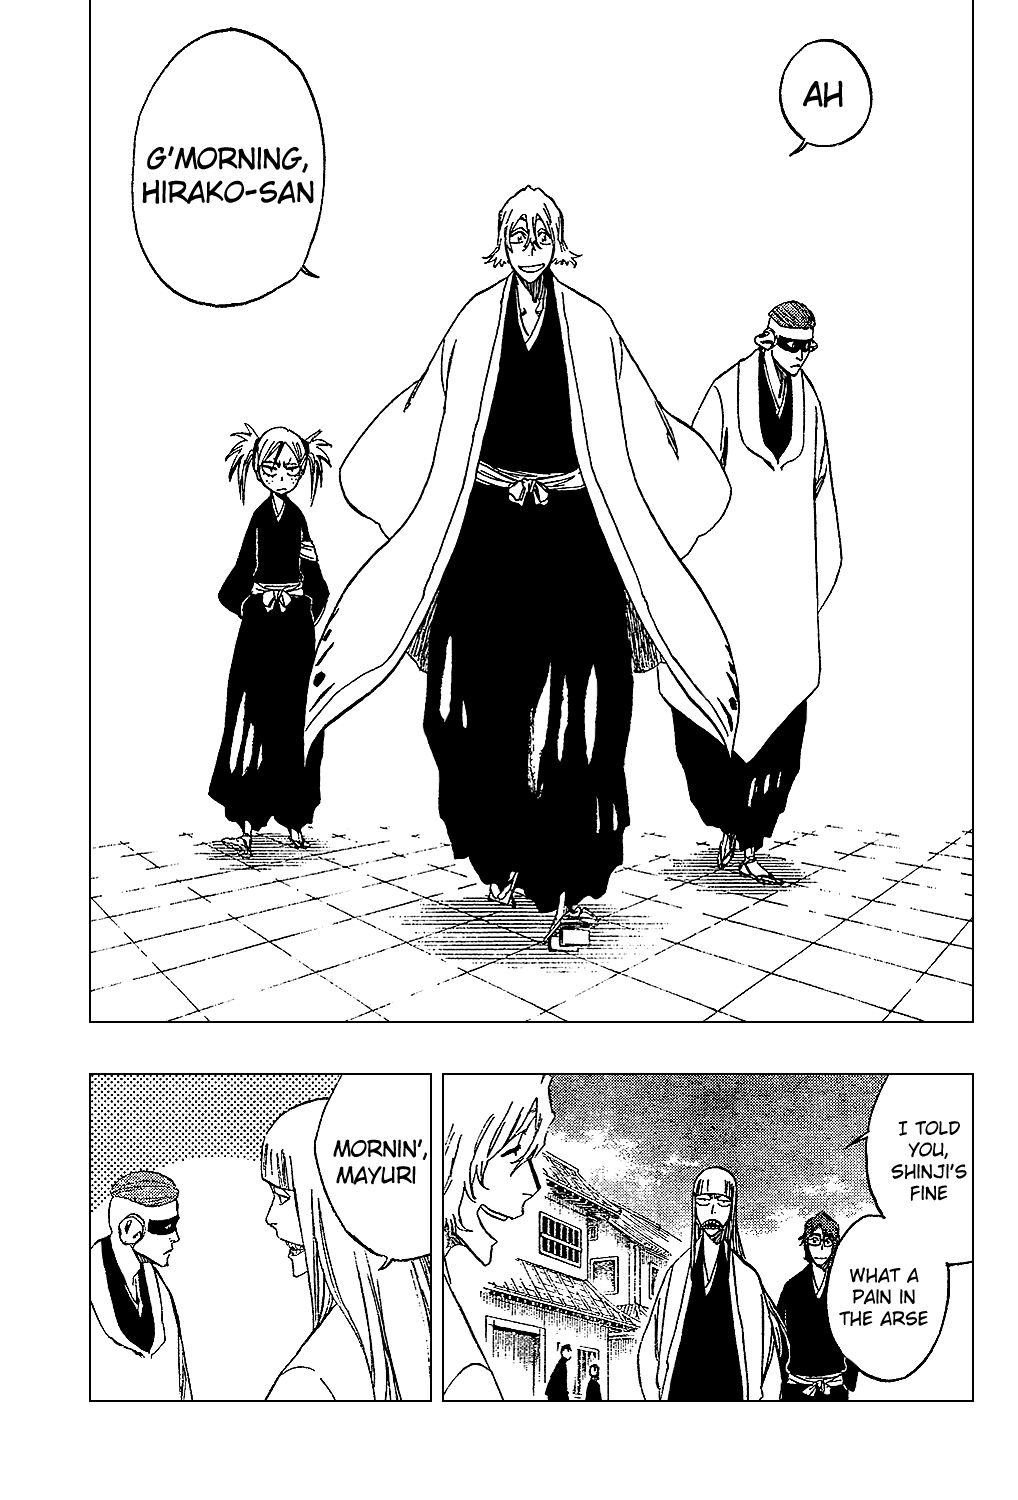 AH
G'MORNING,
HIRAKO-SAN
I TOLD
YOU,
SHINJI'S
FINE
WHAT A
PAIN IN
THE ARSE
MORNIN',
MAYURI